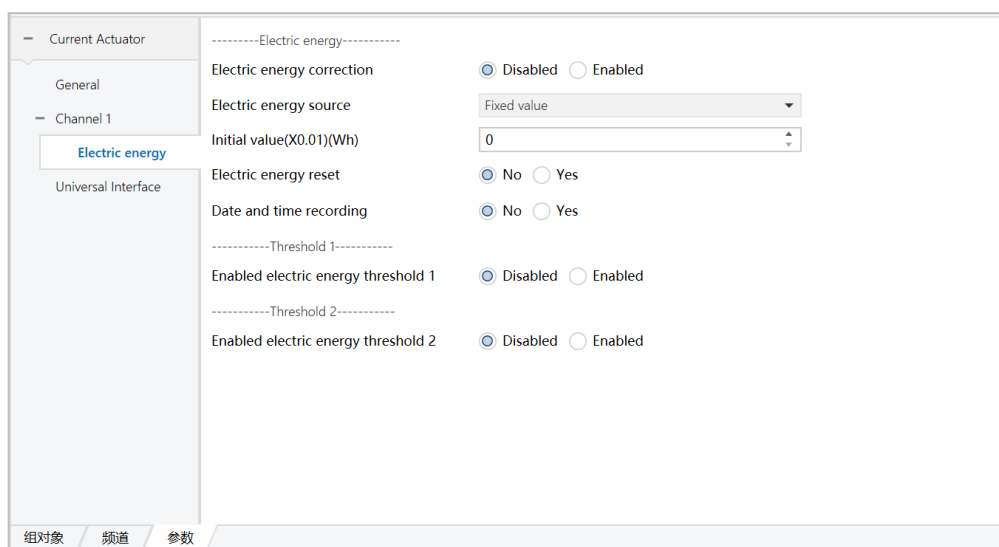 Current Actuator
General
Channel 1
Electric energy
Universal Interface
---------Electric energy-----------
Electric energy correction Disabled Enabled
Electric energy source Fixed value
Initial value(X0.01)(Wh) 0
Electric energy reset No Yes
Date and time recording No Yes
-----------Threshold 1-----------
Enabled electric energy threshold 1 Disabled Enabled
-----------Threshold 2-----------
Enabled electric energy threshold 2 Disabled Enabled
组对象 频道 参数